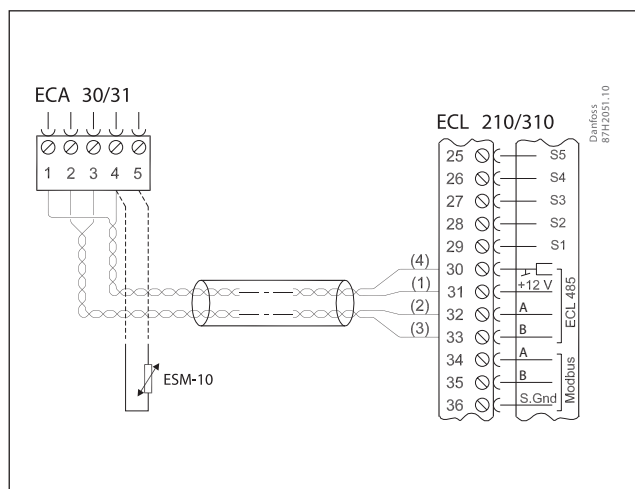 ECA 30/31
1 2 3 4 5
ESM-10
Danfoss
87H2051.10
ECL 210/310
25 S5
26 S4
27 S3
28 S2
29 S1
(4) 30
(1) 31 +12 V
(2) 32 A
(3) 33 B
ECL 485
34 A
35 B
36 S.Gnd
Modbus